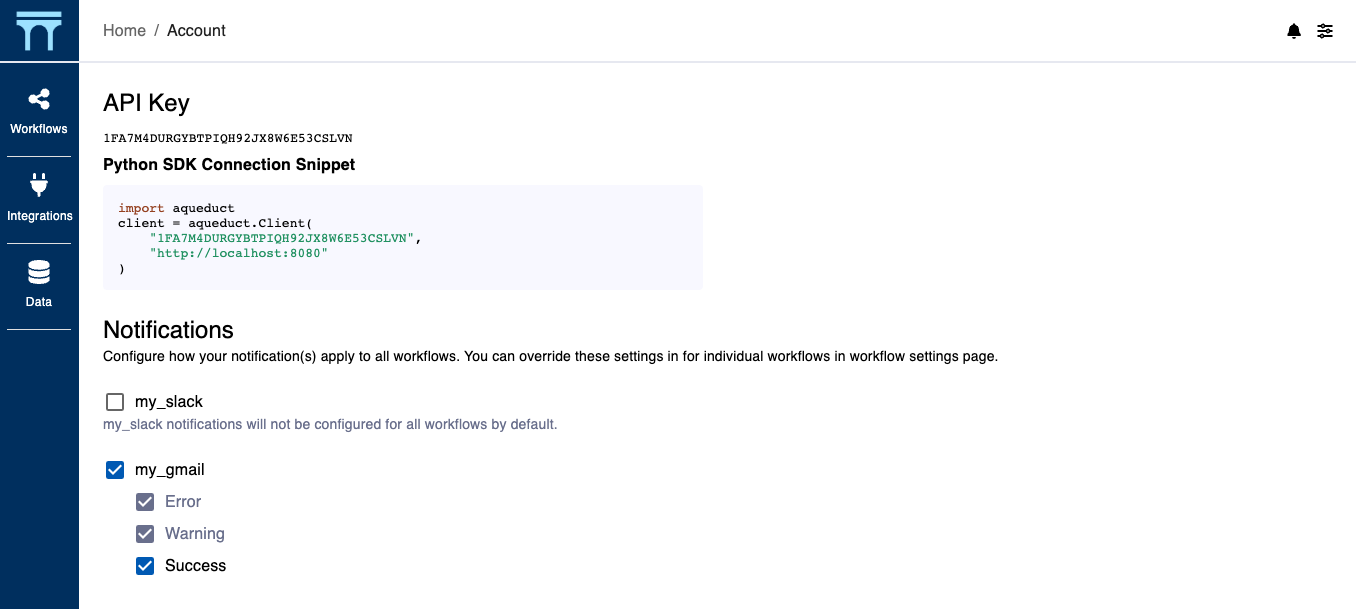 Home / Account
Workflows
Integrations
Data
API Key
1FA7M4DURGYBTPIQH92JX8W6E53CSLVN
Python SDK Connection Snippet
import aqueduct
client = aqueduct.Client(
    "1FA7M4DURGYBTPIQH92JX8W6E53CSLVN",
    "http://localhost:8080"
)
Notifications
Configure how your notification(s) apply to all workflows. You can override these settings in for individual workflows in workflow settings page.
my_slack
my_slack notifications will not be configured for all workflows by default.
my_gmail
Error
Warning
Success